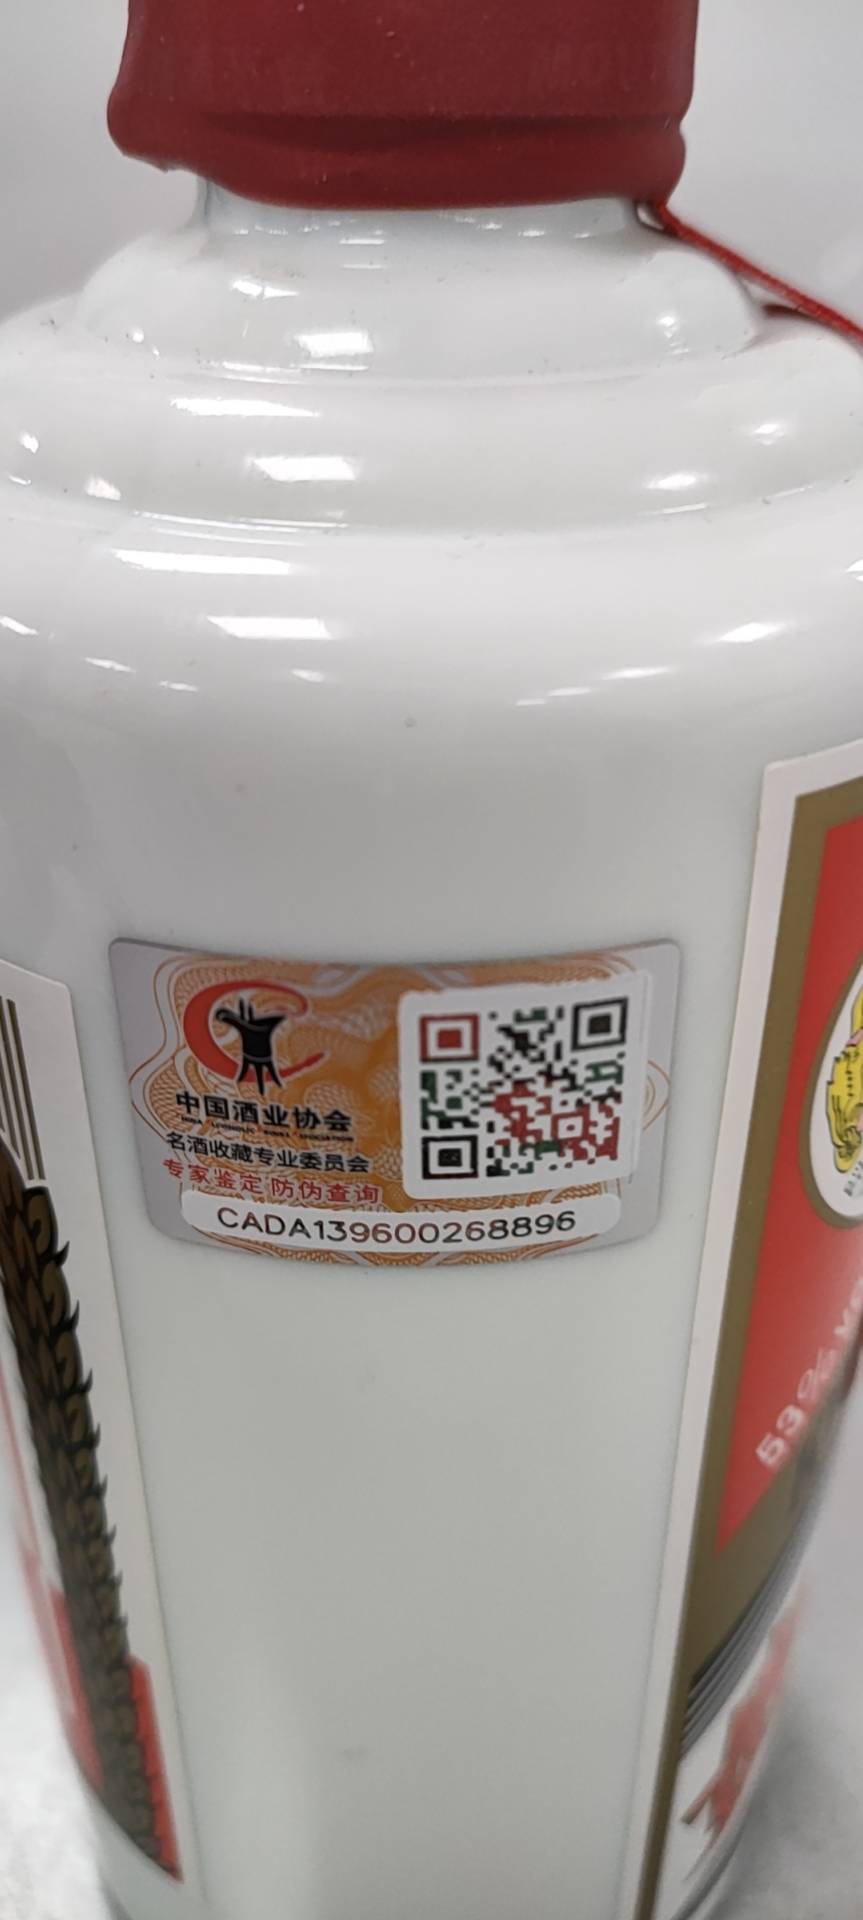 中国酒业协会
名酒收藏专业委员会
专家鉴定 防伪查询
CADA139600268896
53%